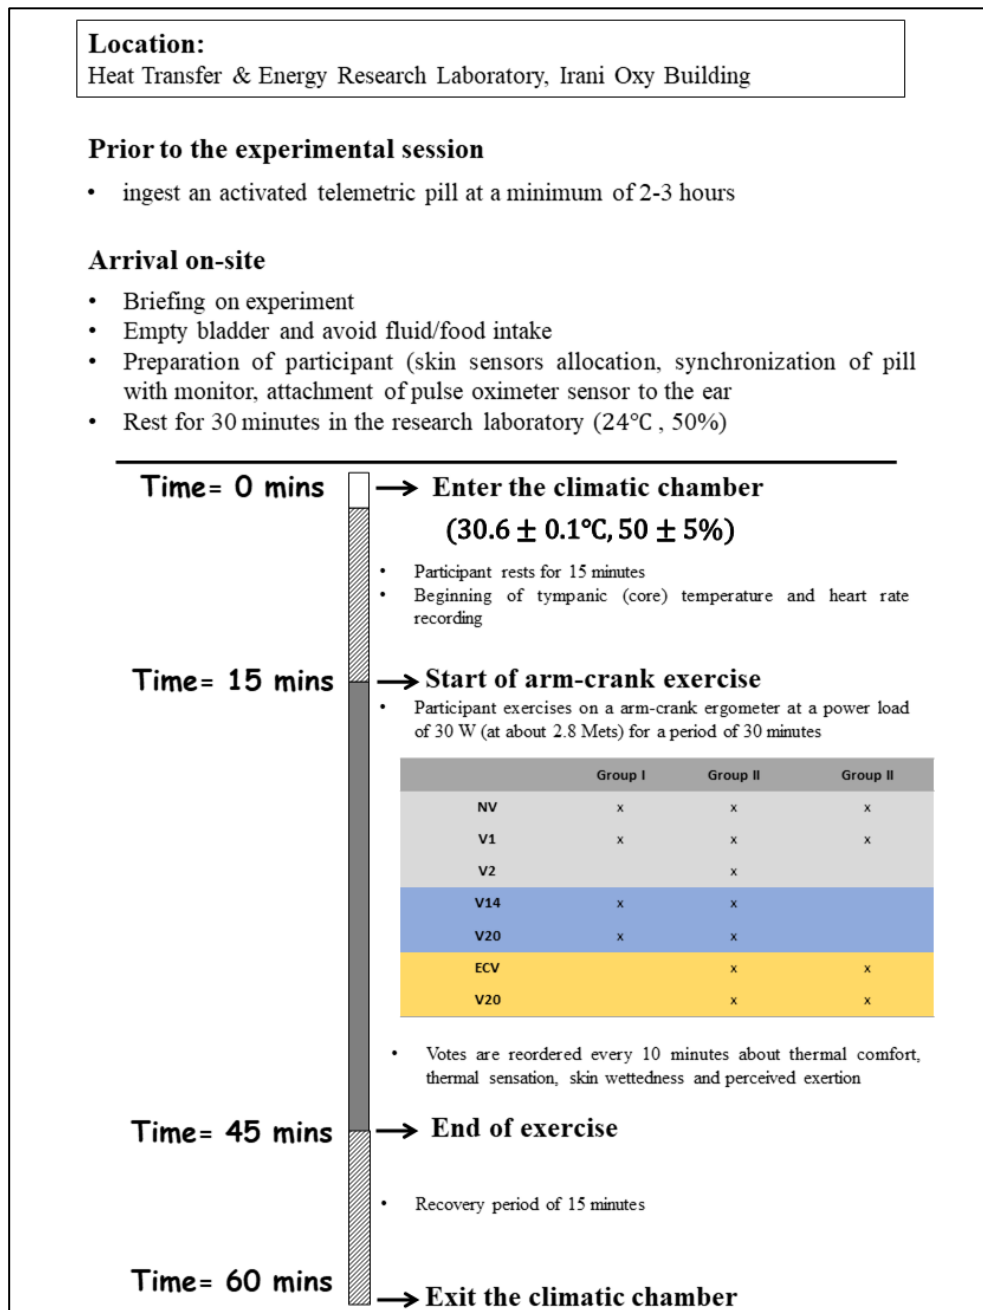 Location:
Heat Transfer & Energy Research Laboratory, Irani Oxy Building
Prior to the experimental session
• ingest an activated telemetric pill at a minimum of 2-3 hours
Arrival on-site
• Briefing on experiment
• Empty bladder and avoid fluid/food intake
• Preparation of participant (skin sensors allocation, synchronization of pill
with monitor, attachment of pulse oximeter sensor to the ear
• Rest for 30 minutes in the research laboratory (24℃ , 50%)
Time= 0 mins Enter the climatic chamber
(30.6 ± 0.1℃, 50 ± 5%)
• Participant rests for 15 minutes
• Beginning of tympanic (core) temperature and heart rate
recording
Time= 15 mins Start of arm-crank exercise
• Participant exercises on a arm-crank ergometer at a power load
of 30 W (at about 2.8 Mets) for a period of 30 minutes
Group I Group II Group II
NV x x x
V1 x x x
V2 x
V14 x x
V20 x x
ECV x x
V20 x x
• Votes are reordered every 10 minutes about thermal comfort,
thermal sensation, skin wettedness and perceived exertion
Time= 45 mins End of exercise
• Recovery period of 15 minutes
Time= 60 mins Exit the climatic chamber